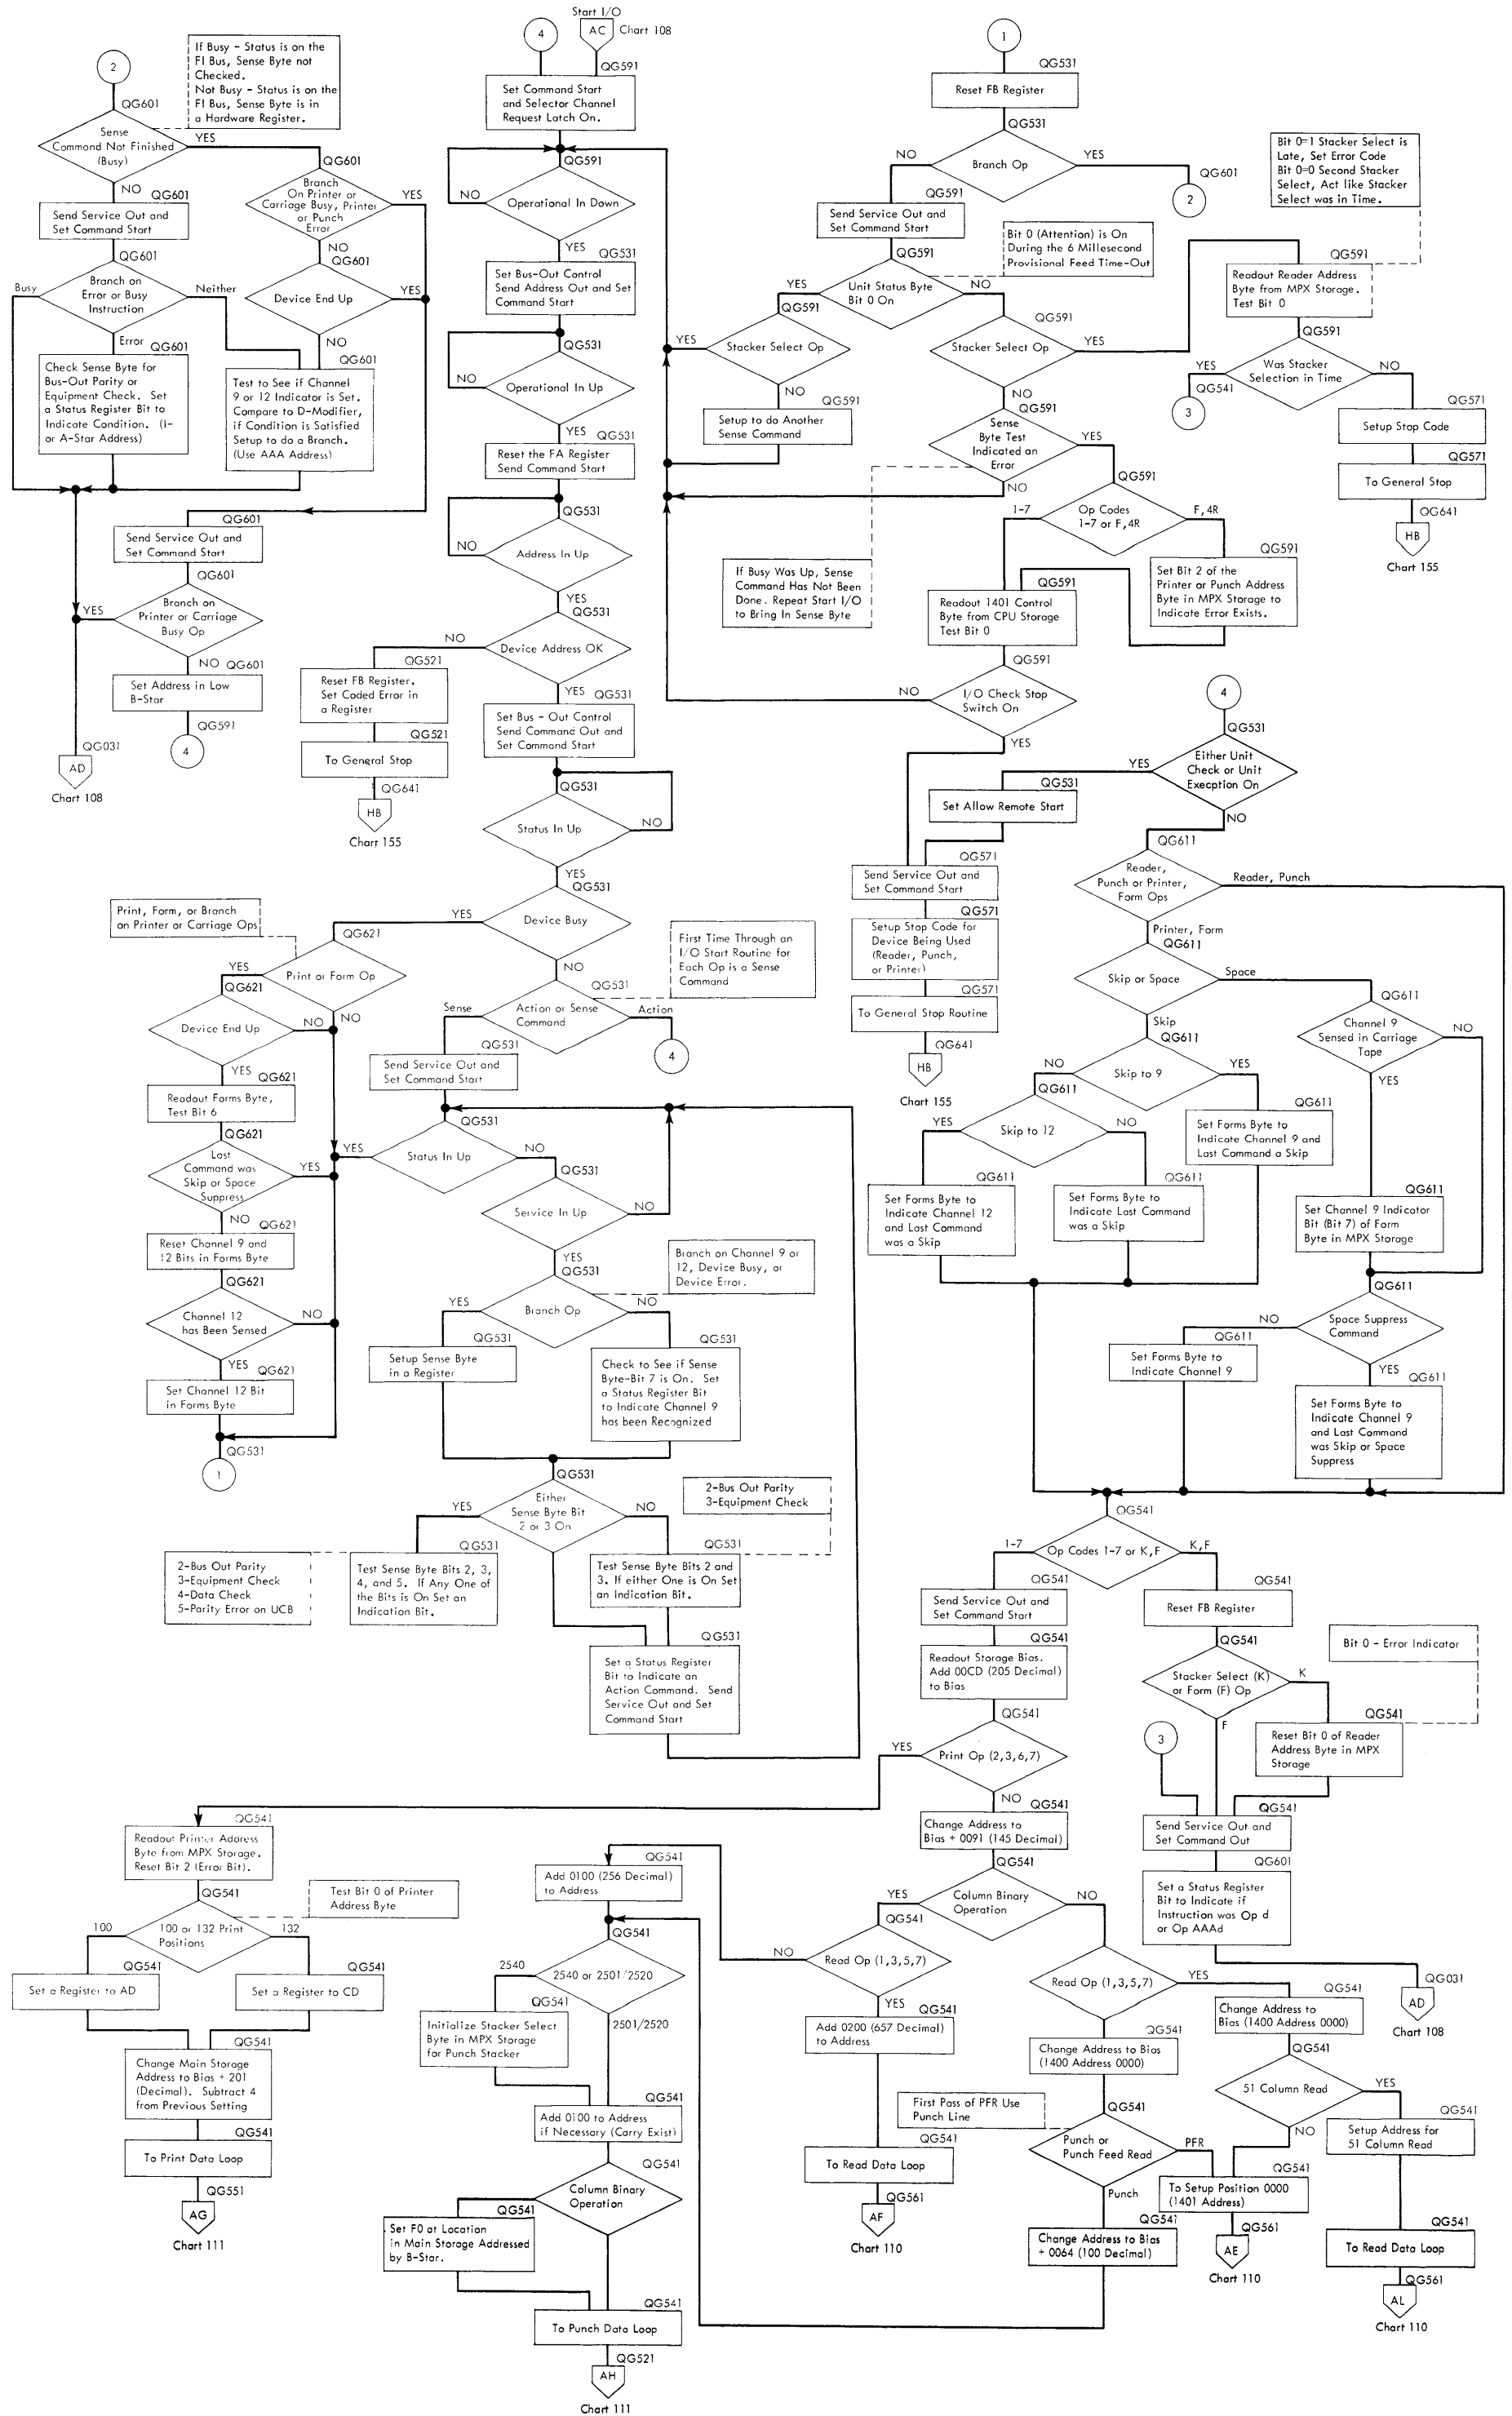 2
QG601
If Busy - Status is on the
FI Bus, Sense Byte not
Checked.
Not Busy - Status is on the
FI Bus, Sense Byte is in
a Hardware Register.
Sense
Command Not Finished
(Busy)
YES
NO
QG601
Send Service Out and
Set Command Start
QG601
Branch on
Error or Busy
Instruction
Busy
Neither
Error
QG601
Check Sense Byte for
Bus-Out Parity or
Equipment Check. Set
a Status Register Bit to
Indicate Condition. (I-
or A-Star Address)
QG601
Branch
On Printer or
Carriage Busy, Printer
or Punch
Error
YES
NO
QG601
Device End Up
YES
NO
QG601
Test to See if Channel
9 or 12 Indicator is Set.
Compare to D-Modifier,
if Condition is Satisfied
Setup to do a Branch.
(Use AAA Address)
QG601
Send Service Out and
Set Command Start
QG601
Branch on
Printer or Carriage
Busy Op
YES
NO QG601
Set Address in Low
B-Star
QG591
4
QG031
AD
Chart 108
4
Start I/O
AC
Chart 108
QG591
Set Command Start
and Selector Channel
Request Latch On.
QG591
Operational In Down
NO
YES
QG531
Set Bus-Out Control
Send Address Out and Set
Command Start
QG531
Operational In Up
NO
YES
QG531
Reset the FA Register
Send Command Start
QG531
Address In Up
NO
YES
QG531
Device Address OK
NO
QG521
Reset FB Register.
Set Coded Error in
a Register
QG521
To General Stop
QG641
HB
Chart 155
YES
QG531
Set Bus - Out Control
Send Command Out and
Set Command Start
QG531
Status In Up
NO
YES
QG531
Device Busy
YES
NO
Print, Form, or Branch
on Printer or Carriage Ops
QG621
Print or Form Op
YES
NO
QG621
Device End Up
NO
YES
QG621
Readout Forms Byte,
Test Bit 6
QG621
Last
Command was
Skip or Space
Suppress
YES
NO
QG621
Reset Channel 9 and
12 Bits in Forms Byte
QG621
Channel 12
has Been Sensed
NO
YES
QG621
Set Channel 12 Bit
in Forms Byte
QG531
1
First Time Through an
I/O Start Routine for
Each Op is a Sense
Command
QG531
Action or Sense
Command
Sense
Action
4
QG531
Send Service Out and
Set Command Start
QG531
Status In Up
YES
NO
QG531
Service In Up
NO
YES
QG531
Branch on Channel 9 or
12, Device Busy, or
Device Error.
Branch Op
YES
NO
QG531
Setup Sense Byte
in a Register
QG531
Check to See if Sense
Byte-Bit 7 is On. Set
a Status Register Bit
to Indicate Channel 9
has been Recognized
QG531
Either
Sense Byte Bit
2 or 3 On
YES
NO
2-Bus Out Parity
3-Equipment Check
2-Bus Out Parity
3-Equipment Check
4-Data Check
5-Parity Error on UCB
QG531
Test Sense Byte Bits 2, 3,
4, and 5. If Any One of
the Bits is On Set an
Indication Bit.
QG531
Test Sense Byte Bits 2 and
3. If either One is On Set
an Indication Bit.
QG531
Set a Status Register
Bit to Indicate an
Action Command. Send
Service Out and Set
Command Start
1
QG531
Reset FB Register
QG531
Branch Op
NO
YES
QG601
2
QG591
Send Service Out and
Set Command Start
Bit 0 (Attention) is On
During the 6 Millesecond
Provisional Feed Time-Out
QG591
Unit Status Byte
Bit 0 On
YES
NO
QG591
Stacker Select Op
YES
NO
QG591
Setup to do Another
Sense Command
QG591
Stacker Select Op
YES
NO
Bit 0=1 Stacker Select is
Late, Set Error Code
Bit 0=0 Second Stacker
Select, Act like Stacker
Select was in Time.
QG591
Readout Reader Address
Byte from MPX Storage.
Test Bit 0
QG591
Was Stacker
Selection in Time
YES
QG541
3
NO
QG571
Setup Stop Code
QG571
To General Stop
QG641
HB
Chart 155
QG591
Sense
Byte Test
Indicated an
Error
YES
NO
If Busy Was Up, Sense
Command Has Not Been
Done. Repeat Start I/O
to Bring In Sense Byte
QG591
Op Codes
1-7 or F,4R
1-7
F,4R
QG591
Set Bit 2 of the
Printer or Punch Address
Byte in MPX Storage to
Indicate Error Exists.
QG591
Readout 1401 Control
Byte from CPU Storage
Test Bit 0
QG591
I/O Check Stop
Switch On
NO
YES
4
QG531
Either Unit
Check or Unit
Execption On
YES
NO
QG531
Set Allow Remote Start
QG571
Send Service Out and
Set Command Start
QG571
Setup Stop Code for
Device Being Used
(Reader, Punch,
or Printer)
QG571
To General Stop Routine
QG641
HB
Chart 155
QG611
Reader,
Punch or Printer,
Form Ops
Reader, Punch
Printer, Form
QG611
Skip or Space
Space
Skip
QG611
Skip to 9
NO
YES
QG611
Channel 9
Sensed in Carriage
Tape
NO
YES
QG611
Skip to 12
YES
NO
QG611
Set Forms Byte to
Indicate Channel 9 and
Last Command a Skip
QG611
Set Forms Byte to
Indicate Channel 12
and Last Command
was a Skip
QG611
Set Forms Byte to
Indicate Last Command
was a Skip
QG611
Set Channel 9 Indicator
Bit (Bit 7) of Form
Byte in MPX Storage
QG611
Space Suppress
Command
NO
YES
QG611
Set Forms Byte to
Indicate Channel 9
QG611
Set Forms Byte to
Indicate Channel 9
and Last Command
was Skip or Space
Suppress
QG541
Op Codes 1-7 or K,F
1-7
K,F
QG541
Send Service Out and
Set Command Start
QG541
Readout Storage Bias.
Add 00CD (205 Decimal)
to Bias
QG541
Print Op (2,3,6,7)
YES
NO
QG541
Reset FB Register
QG541
Bit 0 - Error Indicator
Stacker Select (K)
or Form (F) Op
K
F
QG541
Reset Bit 0 of Reader
Address Byte in MPX
Storage
3
QG541
Send Service Out and
Set Command Out
QG601
Set a Status Register
Bit to Indicate if
Instruction was Op d
or Op AAAd
QG031
AD
Chart 108
QG541
Readout Printer Address
Byte from MPX Storage.
Reset Bit 2 (Error Bit).
QG541
Test Bit 0 of Printer
Address Byte
100 or 132 Print
Positions
100
132
QG541
Set a Register to AD
QG541
Set a Register to CD
QG541
Change Main Storage
Address to Bias + 201
(Decimal). Subtract 4
from Previous Setting
QG541
To Print Data Loop
QG551
AG
Chart 111
QG541
Change Address to
Bias + 0091 (145 Decimal)
QG541
Column Binary
Operation
YES
NO
QG541
Read Op (1,3,5,7)
NO
YES
QG541
Add 0200 (657 Decimal)
to Address
QG541
To Read Data Loop
QG561
AF
Chart 110
QG541
Add 0100 (256 Decimal)
to Address
QG541
2540 or 2501/2520
2540
2501/2520
QG541
Initialize Stacker Select
Byte in MPX Storage
for Punch Stacker
QG541
Add 0100 to Address
if Necessary (Carry Exist)
QG541
Column Binary
Operation
QG541
Set F0 at Location
in Main Storage Addressed
by B-Star.
QG541
To Punch Data Loop
QG521
AH
Chart 111
Read Op (1,3,5,7)
YES
QG541
Change Address to
Bias (1400 Address 0000)
QG541
Change Address to Bias
(1400 Address 0000)
First Pass of PFR Use
Punch Line
QG541
Punch or
Punch Feed Read
PFR
Punch
QG541
Change Address to Bias
+ 0064 (100 Decimal)
QG541
51 Column Read
YES
NO
QG541
Setup Address for
51 Column Read
QG541
To Setup Position 0000
(1401 Address)
QG561
AE
Chart 110
QG541
To Read Data Loop
QG561
AL
Chart 110